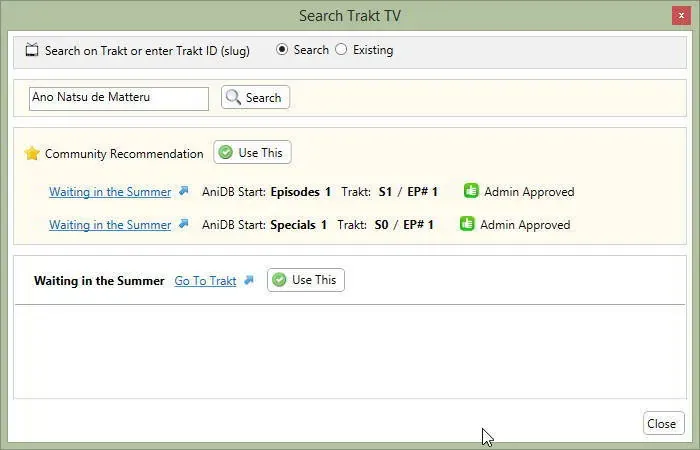 Search Trakt TV
x
Search on Trakt or enter Trakt ID (slug) Search Existing
Ano Natsu de Matteru Search
Community Recommendation Use This
Waiting in the Summer AniDB Start: Episodes 1 Trakt: S1 / EP# 1 Admin Approved
Waiting in the Summer AniDB Start: Specials 1 Trakt: S0 / EP# 1 Admin Approved
Waiting in the Summer Go To Trakt Use This
Close